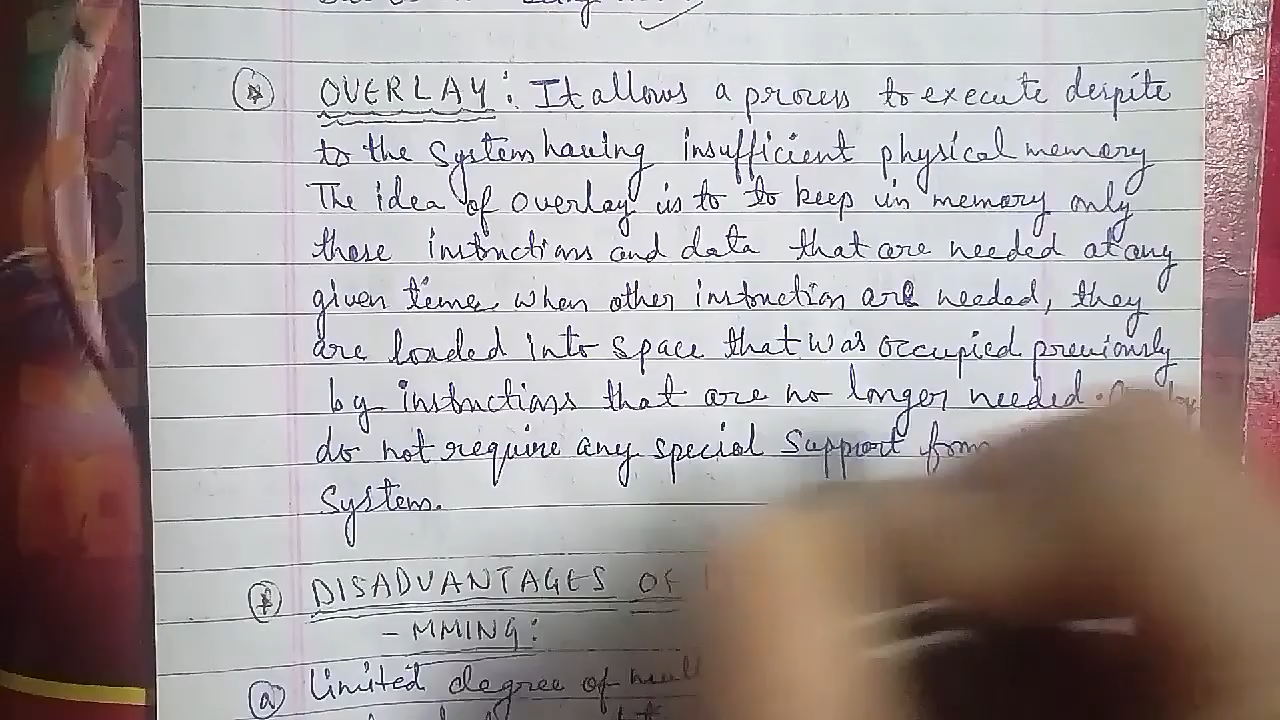 OVERLAY: It allows a process to execute despite
to the System having insufficient physical memory
The idea of overlay is to to keep in memory only
those instructions and data that are needed at any
given time. when other instruction are needed, they
are loaded into space that was occupied previously
by instructions that are no longer needed.
do not require any special support from
system.
DISADVANTAGES OF
- MMING:
(a) Limited degree of